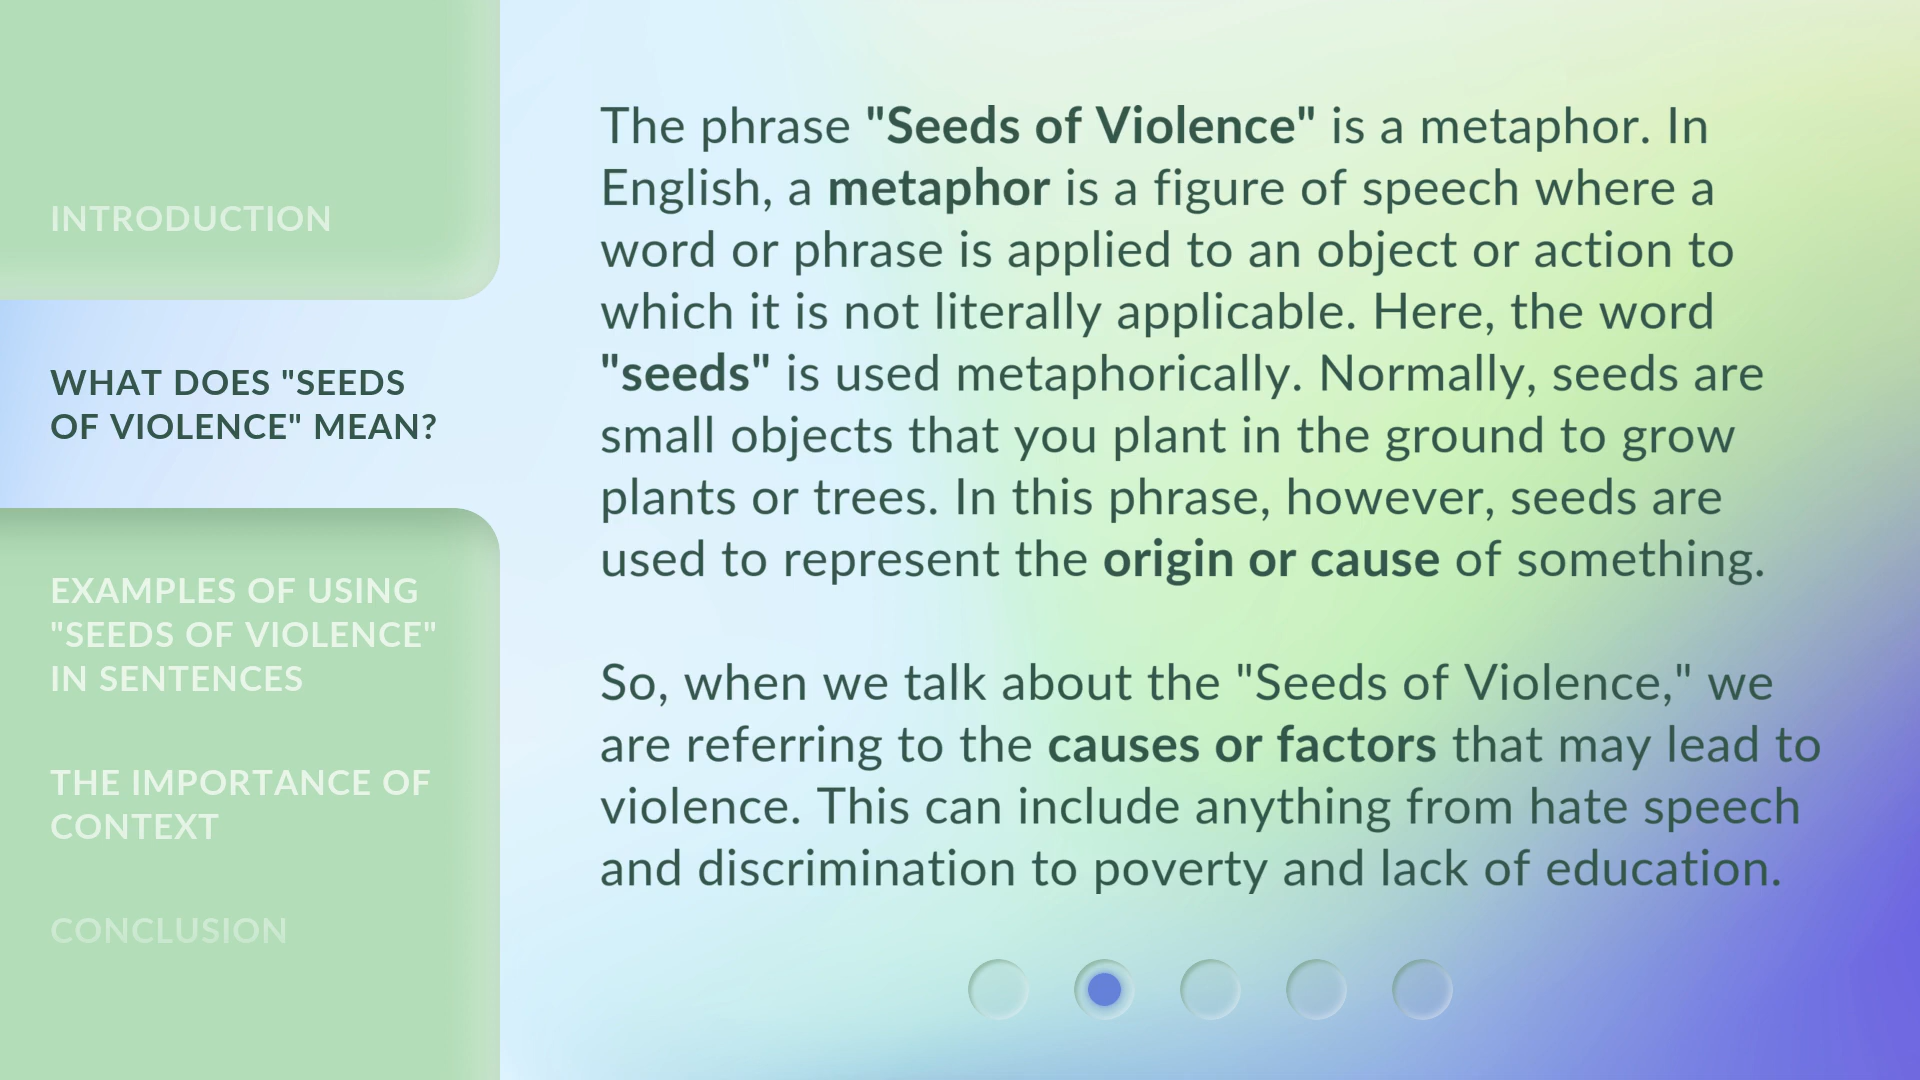 INTRODUCTION
WHAT DOES "SEEDS
OF VIOLENCE" MEAN?
EXAMPLES OF USING
"SEEDS OF VIOLENCE"
IN SENTENCES
THE IMPORTANCE OF
CONTEXT
CONCLUSION
The phrase "Seeds of Violence" is a metaphor. In
English, a metaphor is a figure of speech where a
word or phrase is applied to an object or action to
which it is not literally applicable. Here, the word
"seeds" is used metaphorically. Normally, seeds are
small objects that you plant in the ground to grow
plants or trees. In this phrase, however, seeds are
used to represent the origin or cause of something.
So, when we talk about the "Seeds of Violence," we
are referring to the causes or factors that may lead to
violence. This can include anything from hate speech
and discrimination to poverty and lack of education.